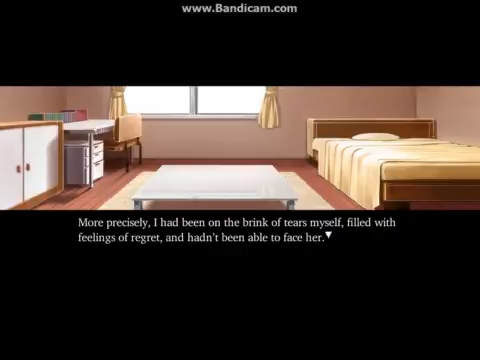 www.Bandicam.com
More precisely, I had been on the brink of tears myself, filled with
feelings of regret, and hadn't been able to face her.